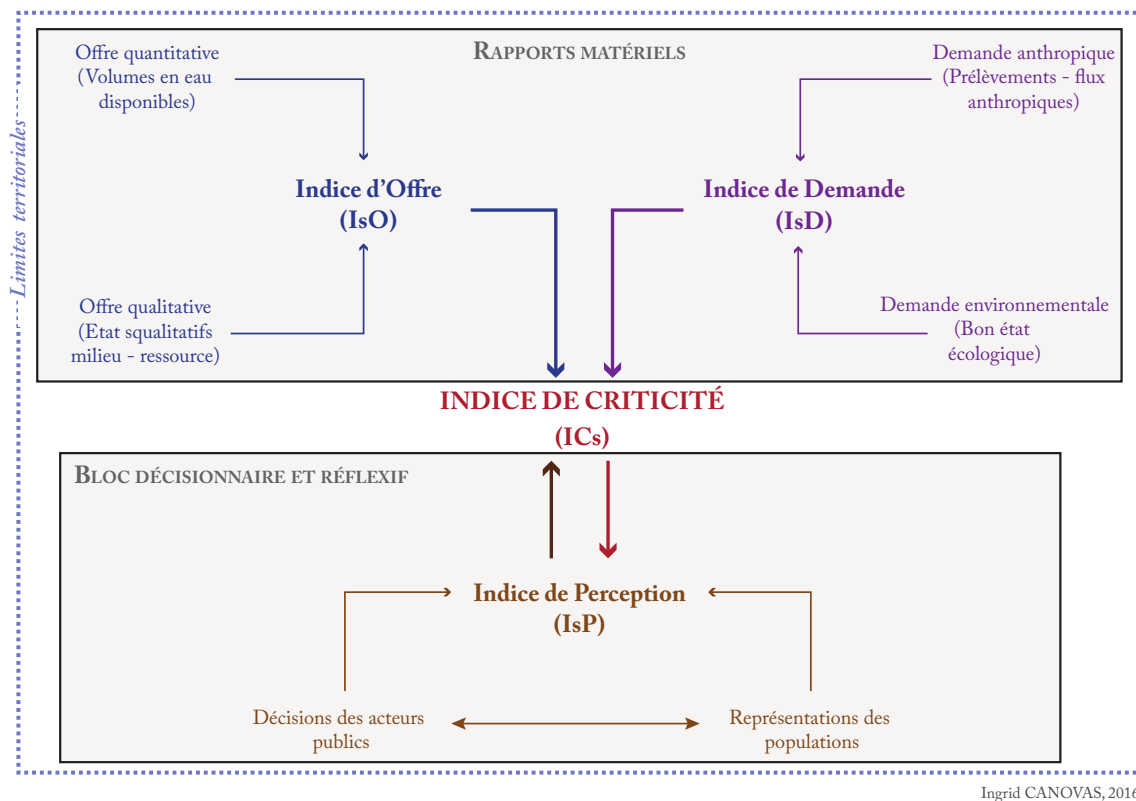 Limites territoriales
RAPPORTS MATÉRIELS
Offre quantitative
(Volumes en eau
disponibles)
Demande anthropique
(Prélèvements - flux
anthropiques)
Indice d'Offre
(IsO)
Indice de Demande
(IsD)
Offre qualitative
(Etat squalitatifs
milieu - ressource)
Demande environnementale
(Bon état
écologique)
INDICE DE CRITICITÉ
(ICs)
BLOC DÉCISIONNAIRE ET RÉFLEXIF
Indice de Perception
(IsP)
Décisions des acteurs
publics
Représentations des
populations
Ingrid CANOVAS, 2016